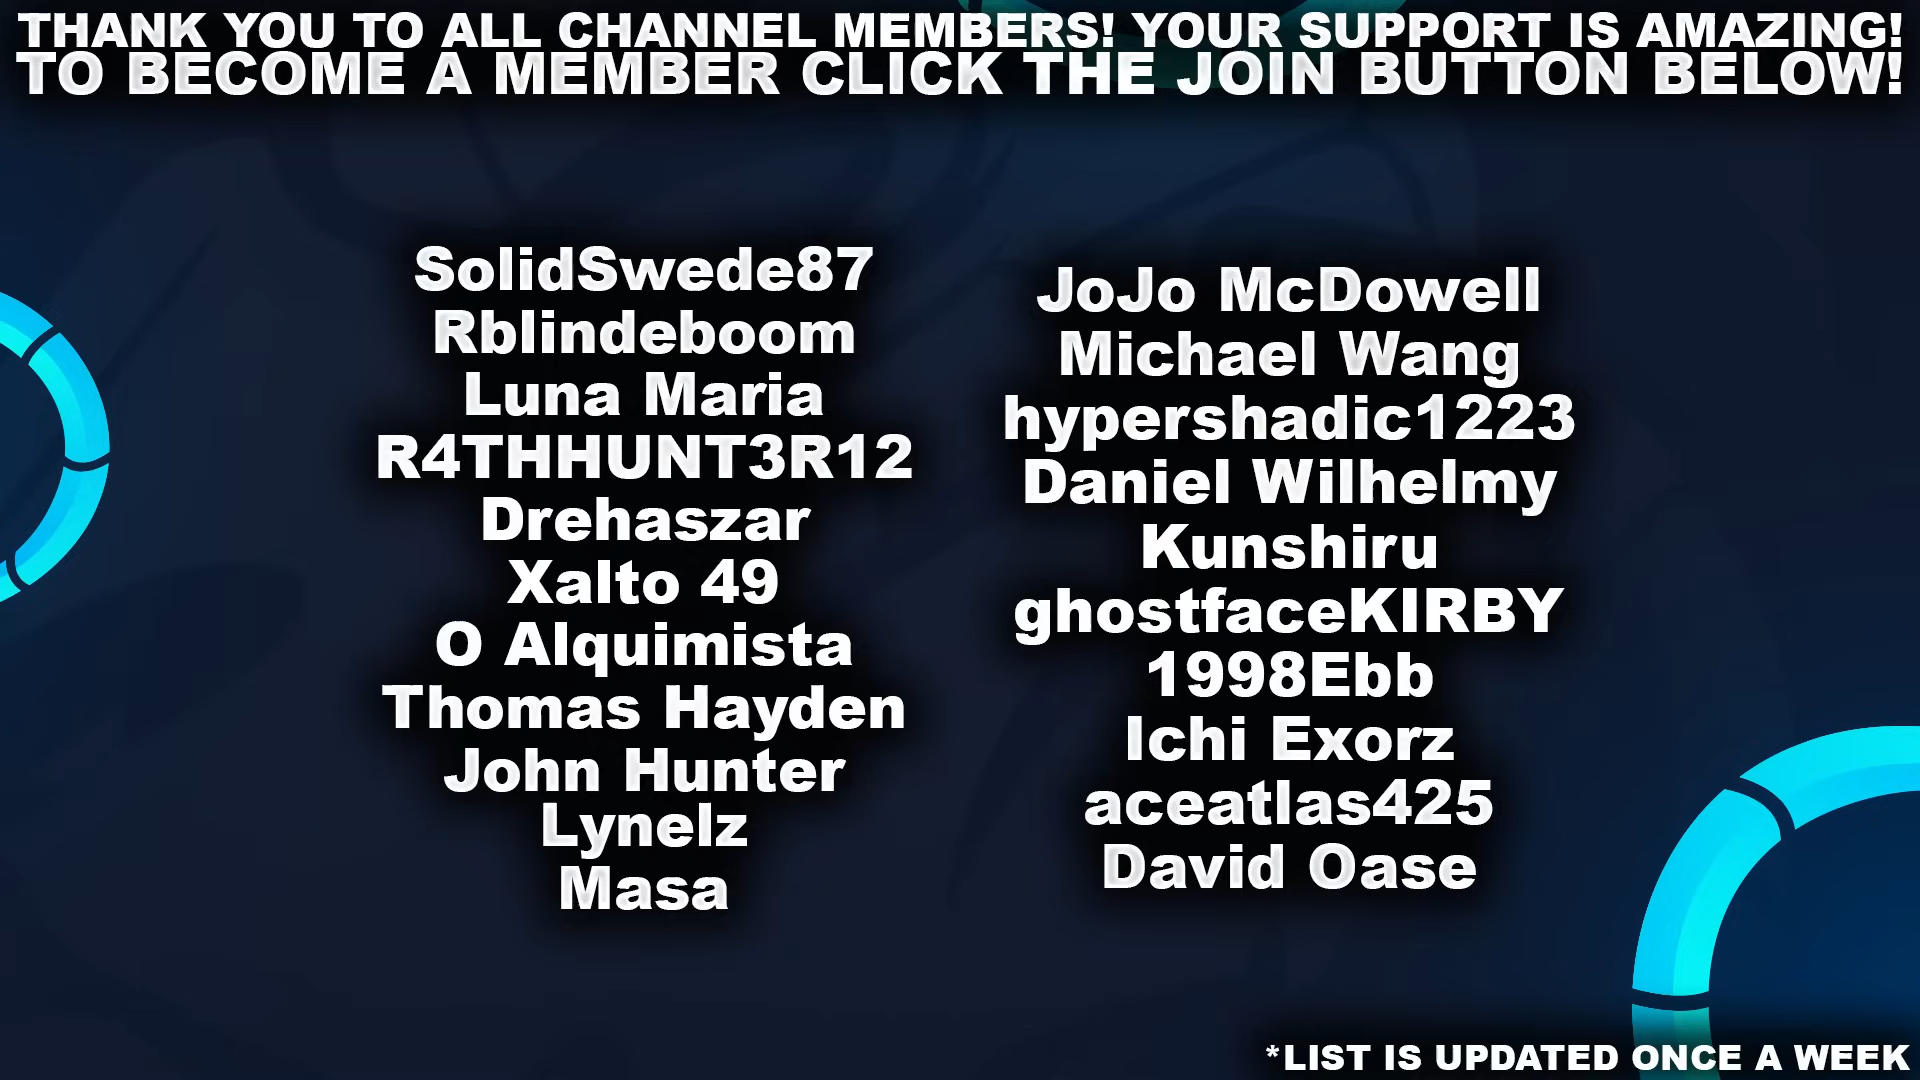 THANK YOU TO ALL CHANNEL MEMBERS! YOUR SUPPORT IS AMAZING!
TO BECOME A MEMBER CLICK THE JOIN BUTTON BELOW!
SolidSwede87
Rblindeboom
Luna Maria
R4THHUNT3R12
Drehaszar
Xalto 49
O Alquimista
Thomas Hayden
John Hunter
Lynelz
Masa
JoJo McDowell
Michael Wang
hypershadic1223
Daniel Wilhelmy
Kunshiru
ghostfaceKIRBY
1998Ebb
Ichi Exorz
aceatlas425
David Oase
*LIST IS UPDATED ONCE A WEEK